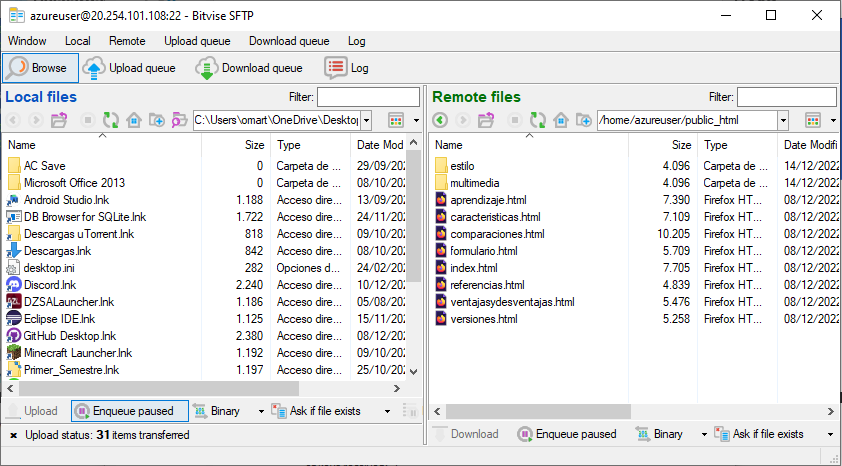 azureuser@20.254.101.108:22 - Bitvise SFTP
Window Local Remote Upload queue Download queue Log
Browse Upload queue Download queue Log
Local files Filter:
C:\Users\omart\OneDrive\Desktop
Name Size Type Date Mod
AC Save 0 Carpeta de ... 29/09/202
Microsoft Office 2013 0 Carpeta de ... 08/10/202
Android Studio.lnk 1.188 Acceso dire... 13/09/202
DB Browser for SQLite.lnk 1.722 Acceso dire... 24/11/202
Descargas uTorrent.lnk 818 Acceso dire... 09/10/202
Descargas.lnk 842 Acceso dire... 08/10/202
desktop.ini 282 Opciones d... 24/02/202
Discord.lnk 2.240 Acceso dire... 10/12/202
DZSALauncher.lnk 1.186 Acceso dire... 05/08/202
Eclipse IDE.lnk 1.125 Acceso dire... 15/11/202
GitHub Desktop.lnk 2.380 Acceso dire... 08/12/202
Minecraft Launcher.lnk 1.192 Acceso dire... 09/10/202
Primer_Semestre.lnk 1.197 Acceso dire... 25/10/202
Upload Enqueue paused Binary Ask if file exists
Upload status: 31 items transferred
Remote files Filter:
/home/azureuser/public_html
Name Size Type Date Modifi
estilo 4.096 Carpeta de ... 14/12/2022
multimedia 4.096 Carpeta de ... 14/12/2022
aprendizaje.html 7.390 Firefox HT... 08/12/2022
caracteristicas.html 7.109 Firefox HT... 08/12/2022
comparaciones.html 10.205 Firefox HT... 08/12/2022
formulario.html 5.709 Firefox HT... 08/12/2022
index.html 7.705 Firefox HT... 08/12/2022
referencias.html 4.839 Firefox HT... 08/12/2022
ventajasydesventajas.html 5.476 Firefox HT... 08/12/2022
versiones.html 5.258 Firefox HT... 08/12/2022
Download Enqueue paused Binary Ask if file exists